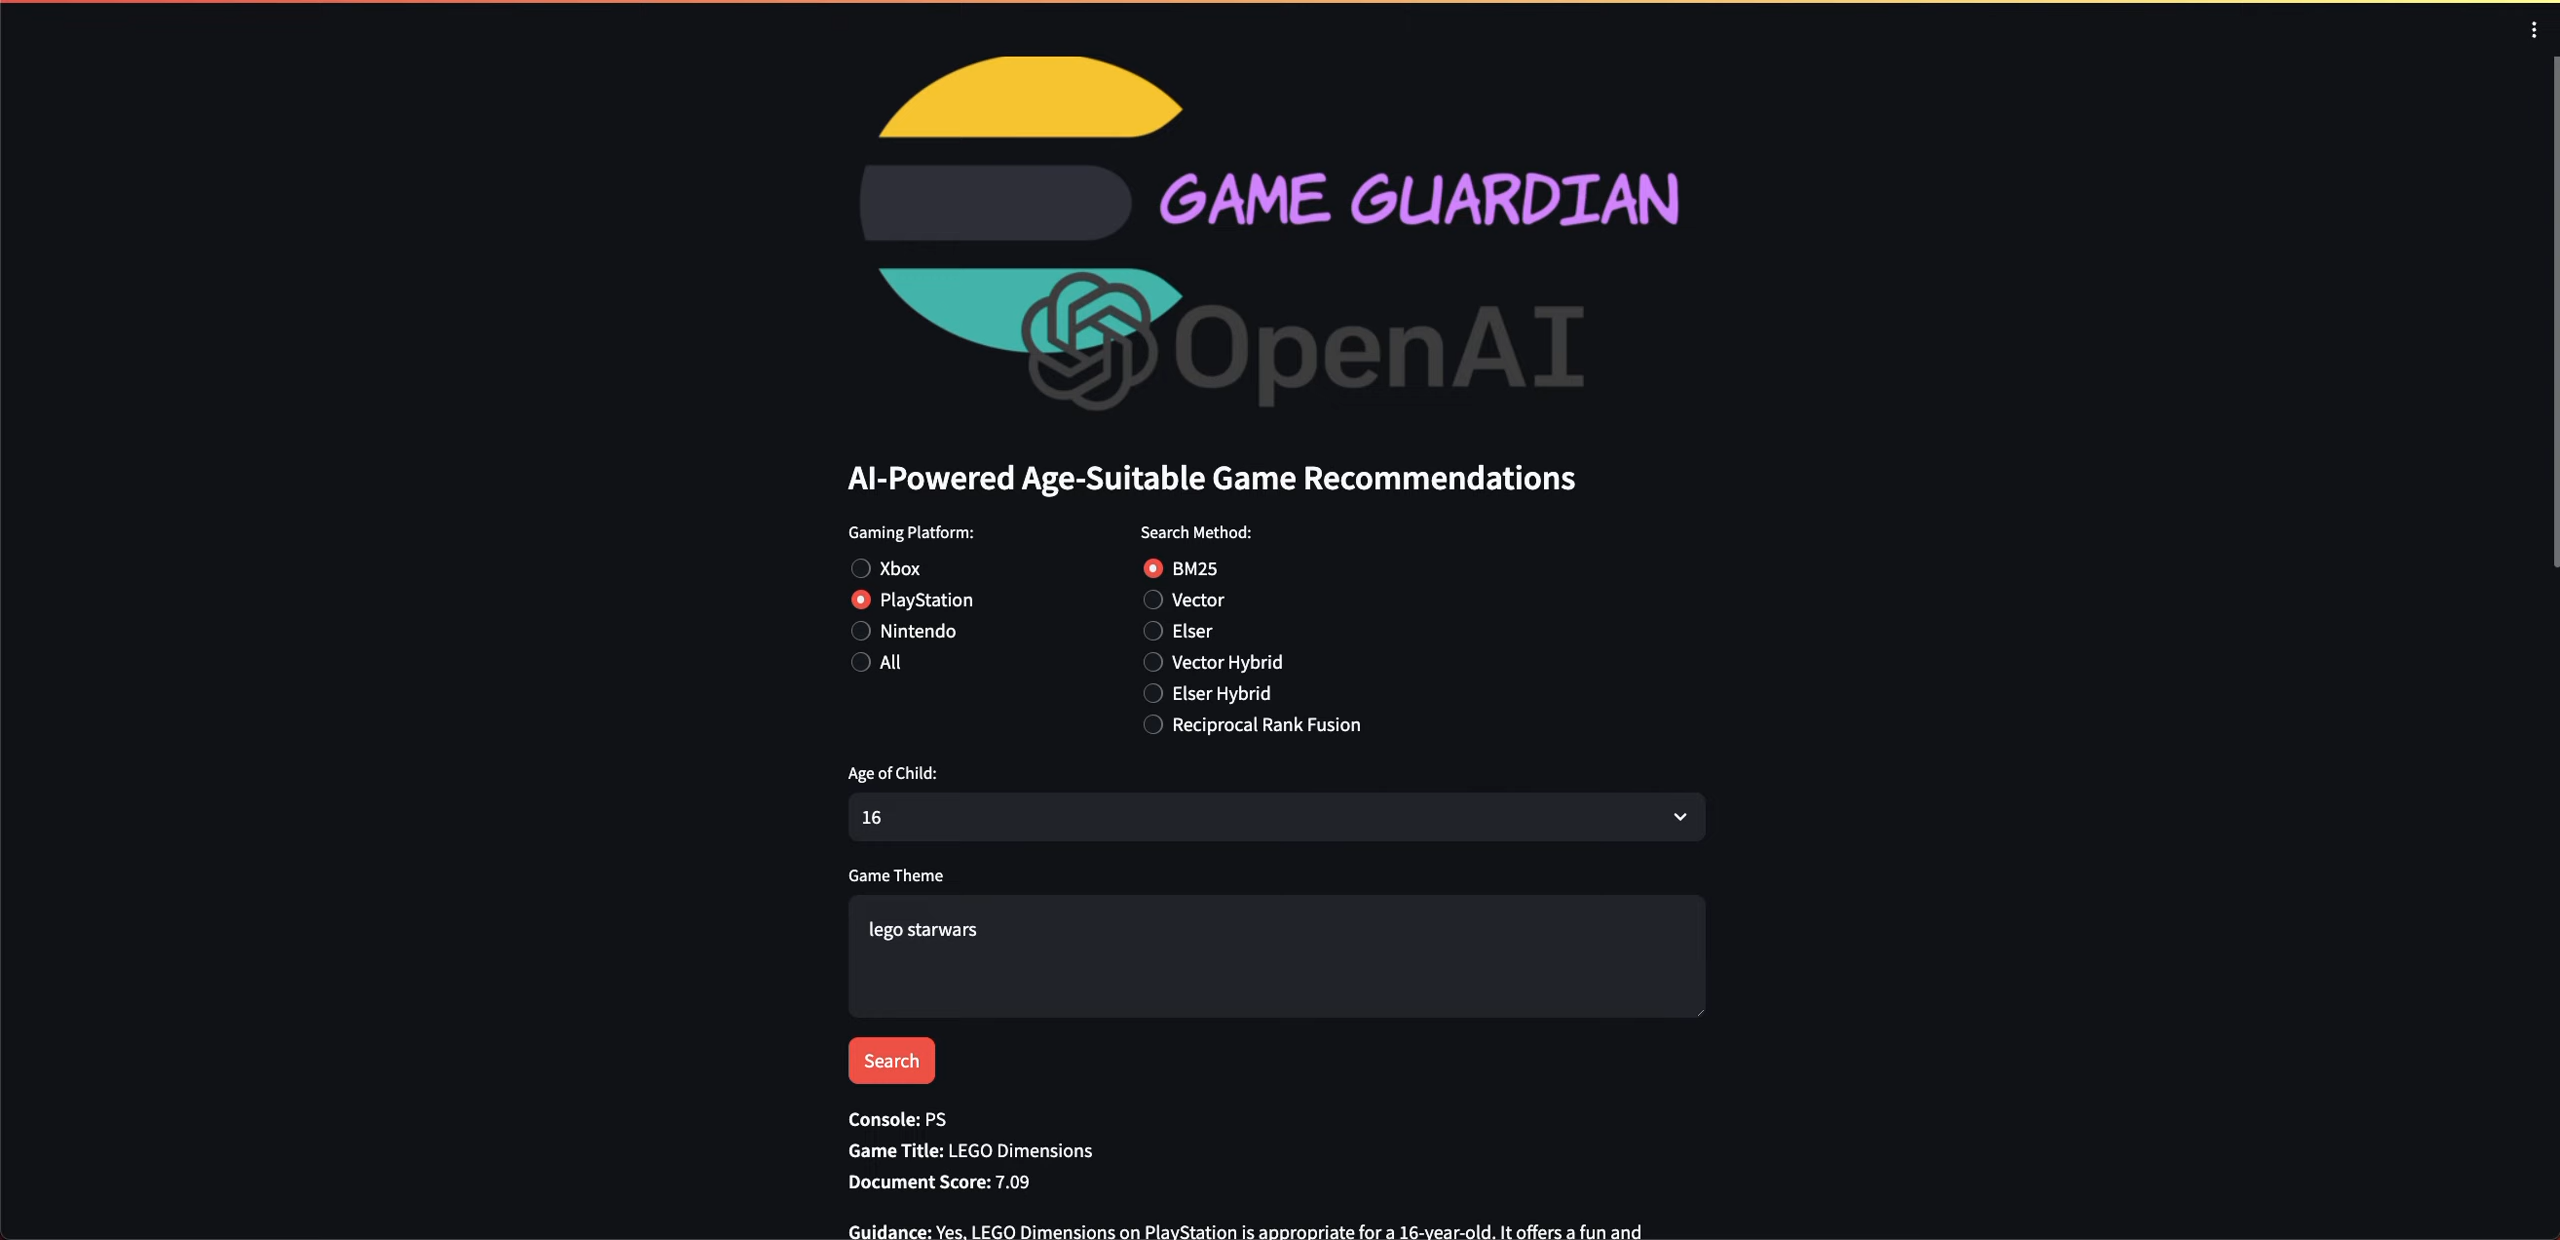 GAME GUARDIAN
OpenAI
AI-Powered Age-Suitable Game Recommendations
Gaming Platform:
Xbox
PlayStation
Nintendo
All
Search Method:
BM25
Vector
Elser
Vector Hybrid
Elser Hybrid
Reciprocal Rank Fusion
Age of Child:
16
Game Theme
lego starwars
Search
Console: PS
Game Title: LEGO Dimensions
Document Score: 7.09
Guidance: Yes, LEGO Dimensions on PlayStation is appropriate for a 16-year-old. It offers a fun and